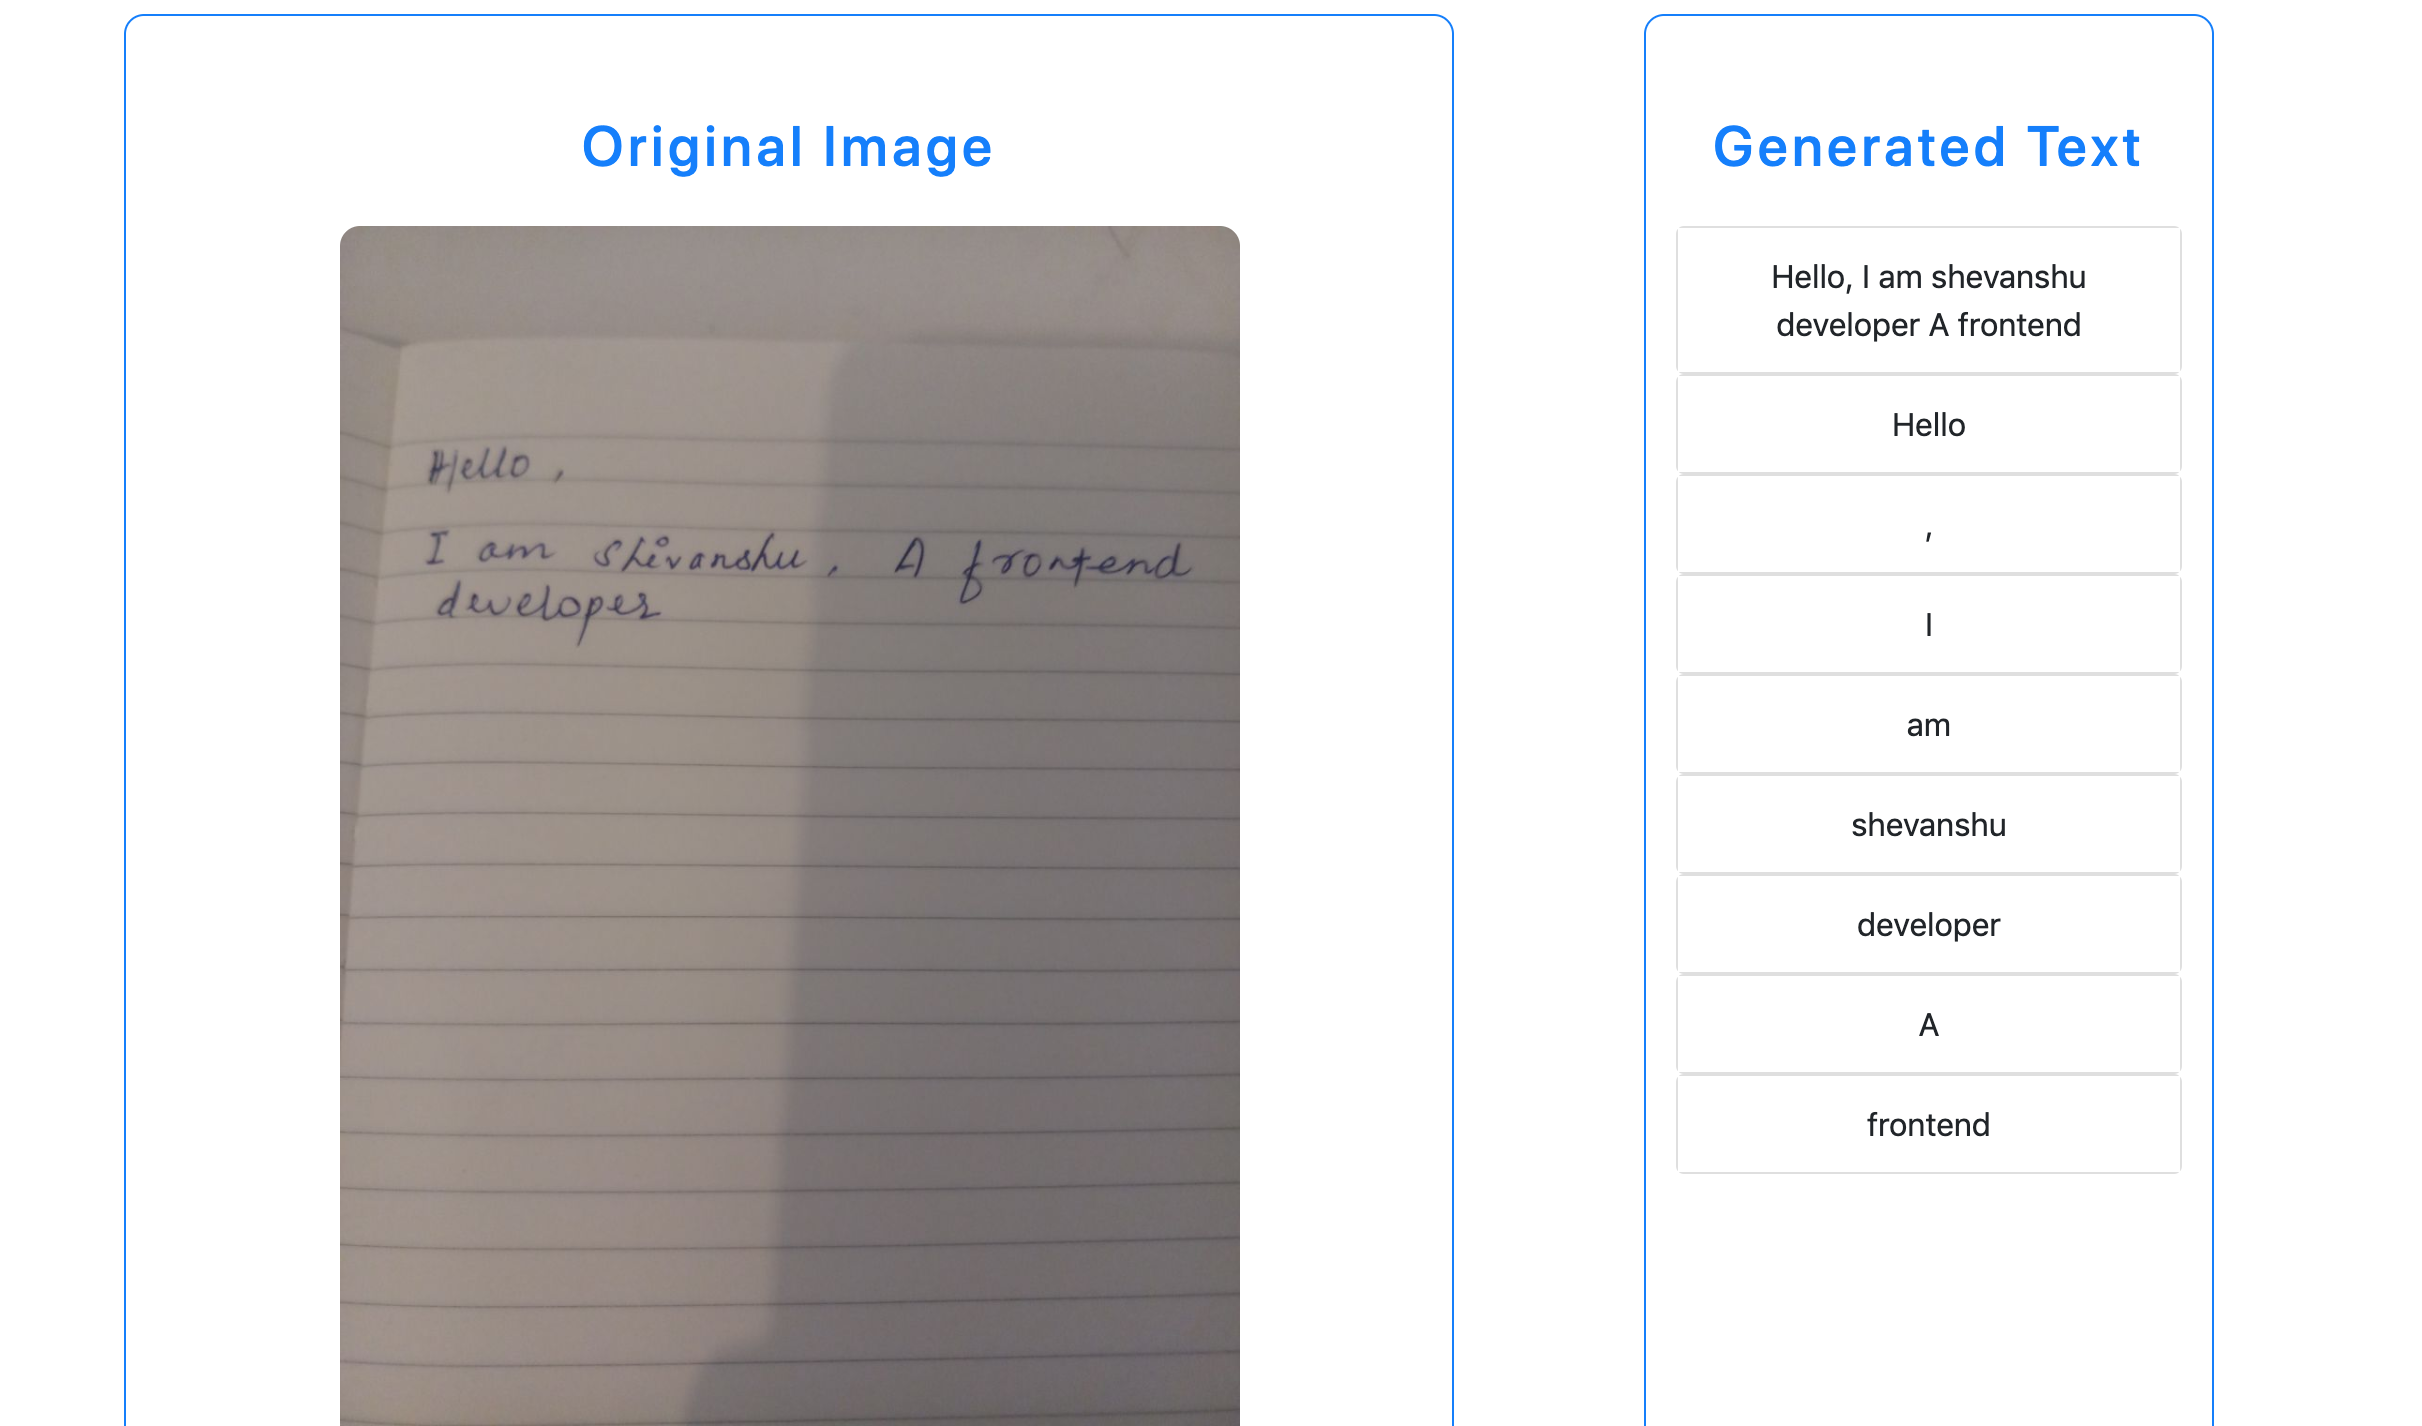 Original Image
Hello,
I am Shivanshu. A frontend
developer
Generated Text
Hello, I am shevanshu
developer A frontend
Hello
,
I
am
shevanshu
developer
A
frontend